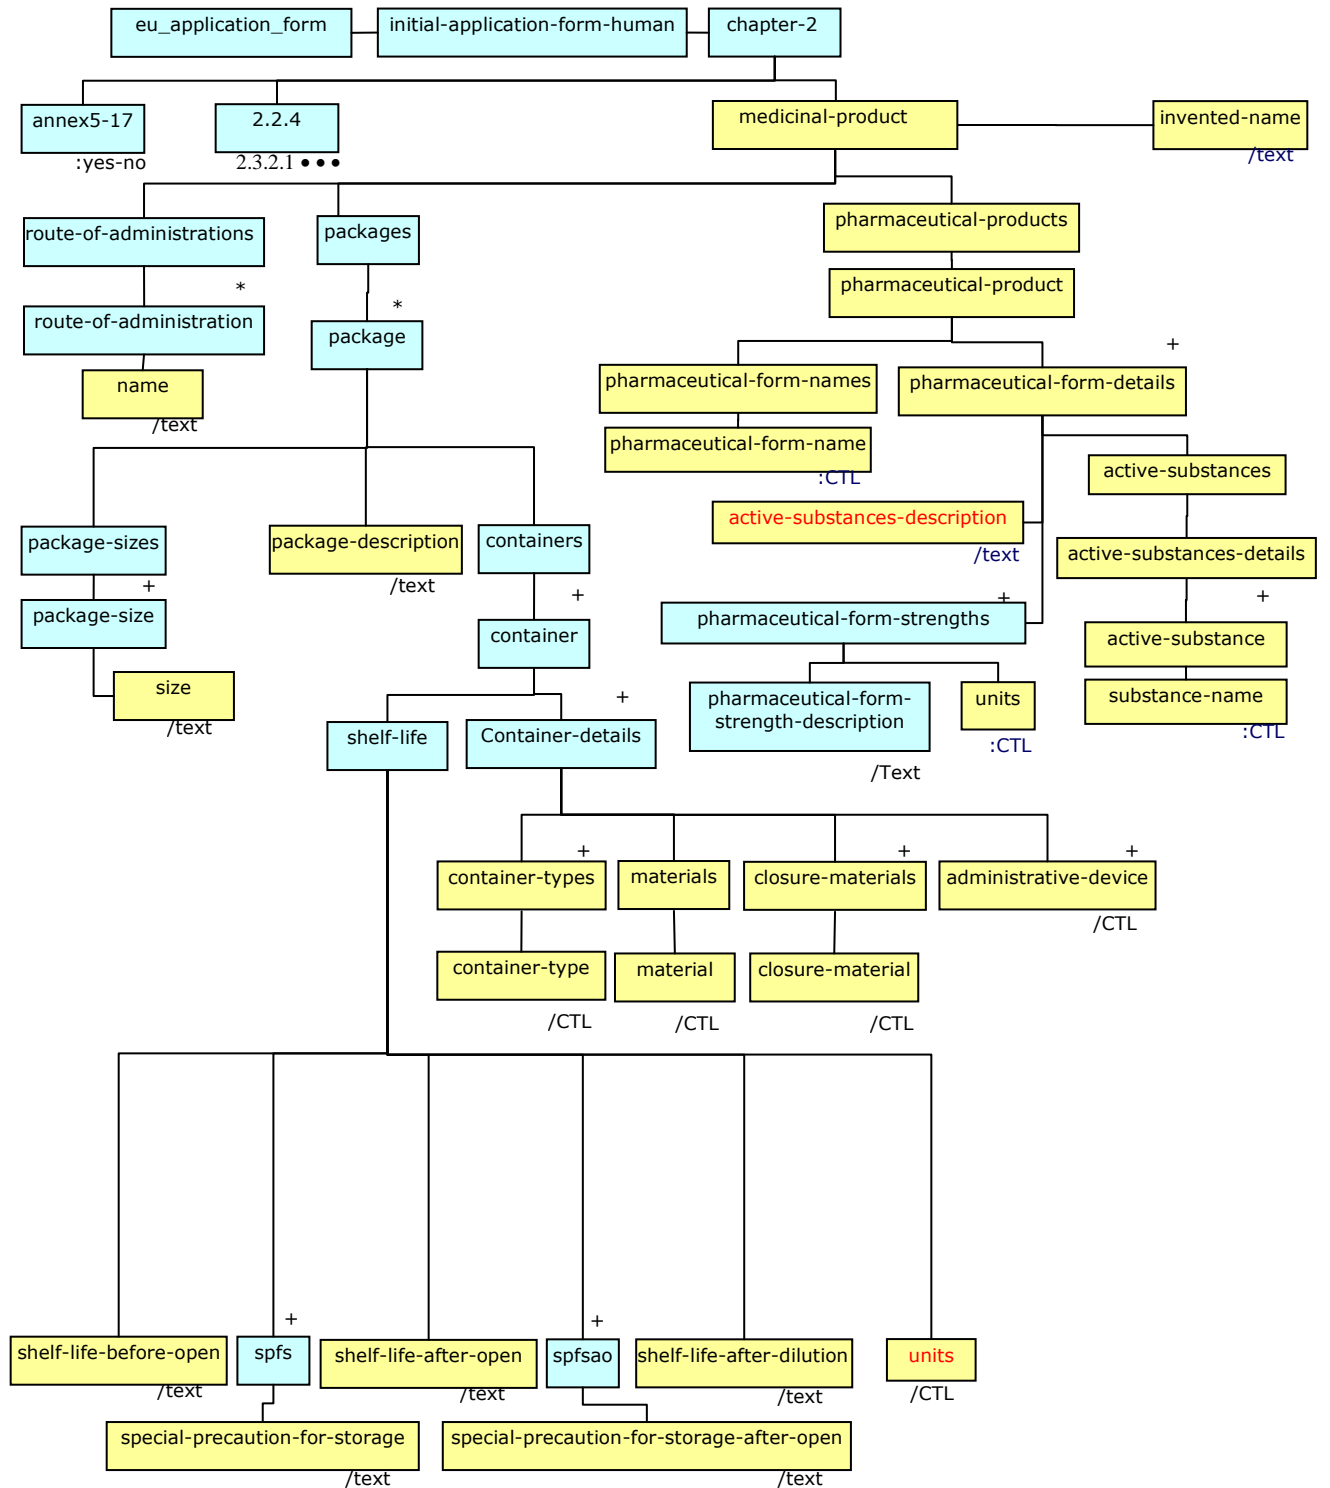 eu_application_form
initial-application-form-human
chapter-2
annex5-17
:yes-no
2.2.4
2.3.2.1 •••
medicinal-product
invented-name
/text
route-of-administrations
*
route-of-administration
name
/text
packages
*
package
pharmaceutical-products
pharmaceutical-product
+
pharmaceutical-form-names
pharmaceutical-form-details
pharmaceutical-form-name
:CTL
active-substances
active-substances-description
/text
active-substances-details
+
pharmaceutical-form-strengths
+
active-substance
substance-name
:CTL
pharmaceutical-form-
strength-description
/Text
units
:CTL
package-sizes
+
package-size
size
/text
package-description
/text
containers
+
container
+
shelf-life
Container-details
+
container-types
materials
+
closure-materials
+
administrative-device
/CTL
container-type
/CTL
material
/CTL
closure-material
/CTL
shelf-life-before-open
/text
+
spfs
shelf-life-after-open
/text
+
spfsao
shelf-life-after-dilution
/text
units
/CTL
special-precaution-for-storage
/text
special-precaution-for-storage-after-open
/text